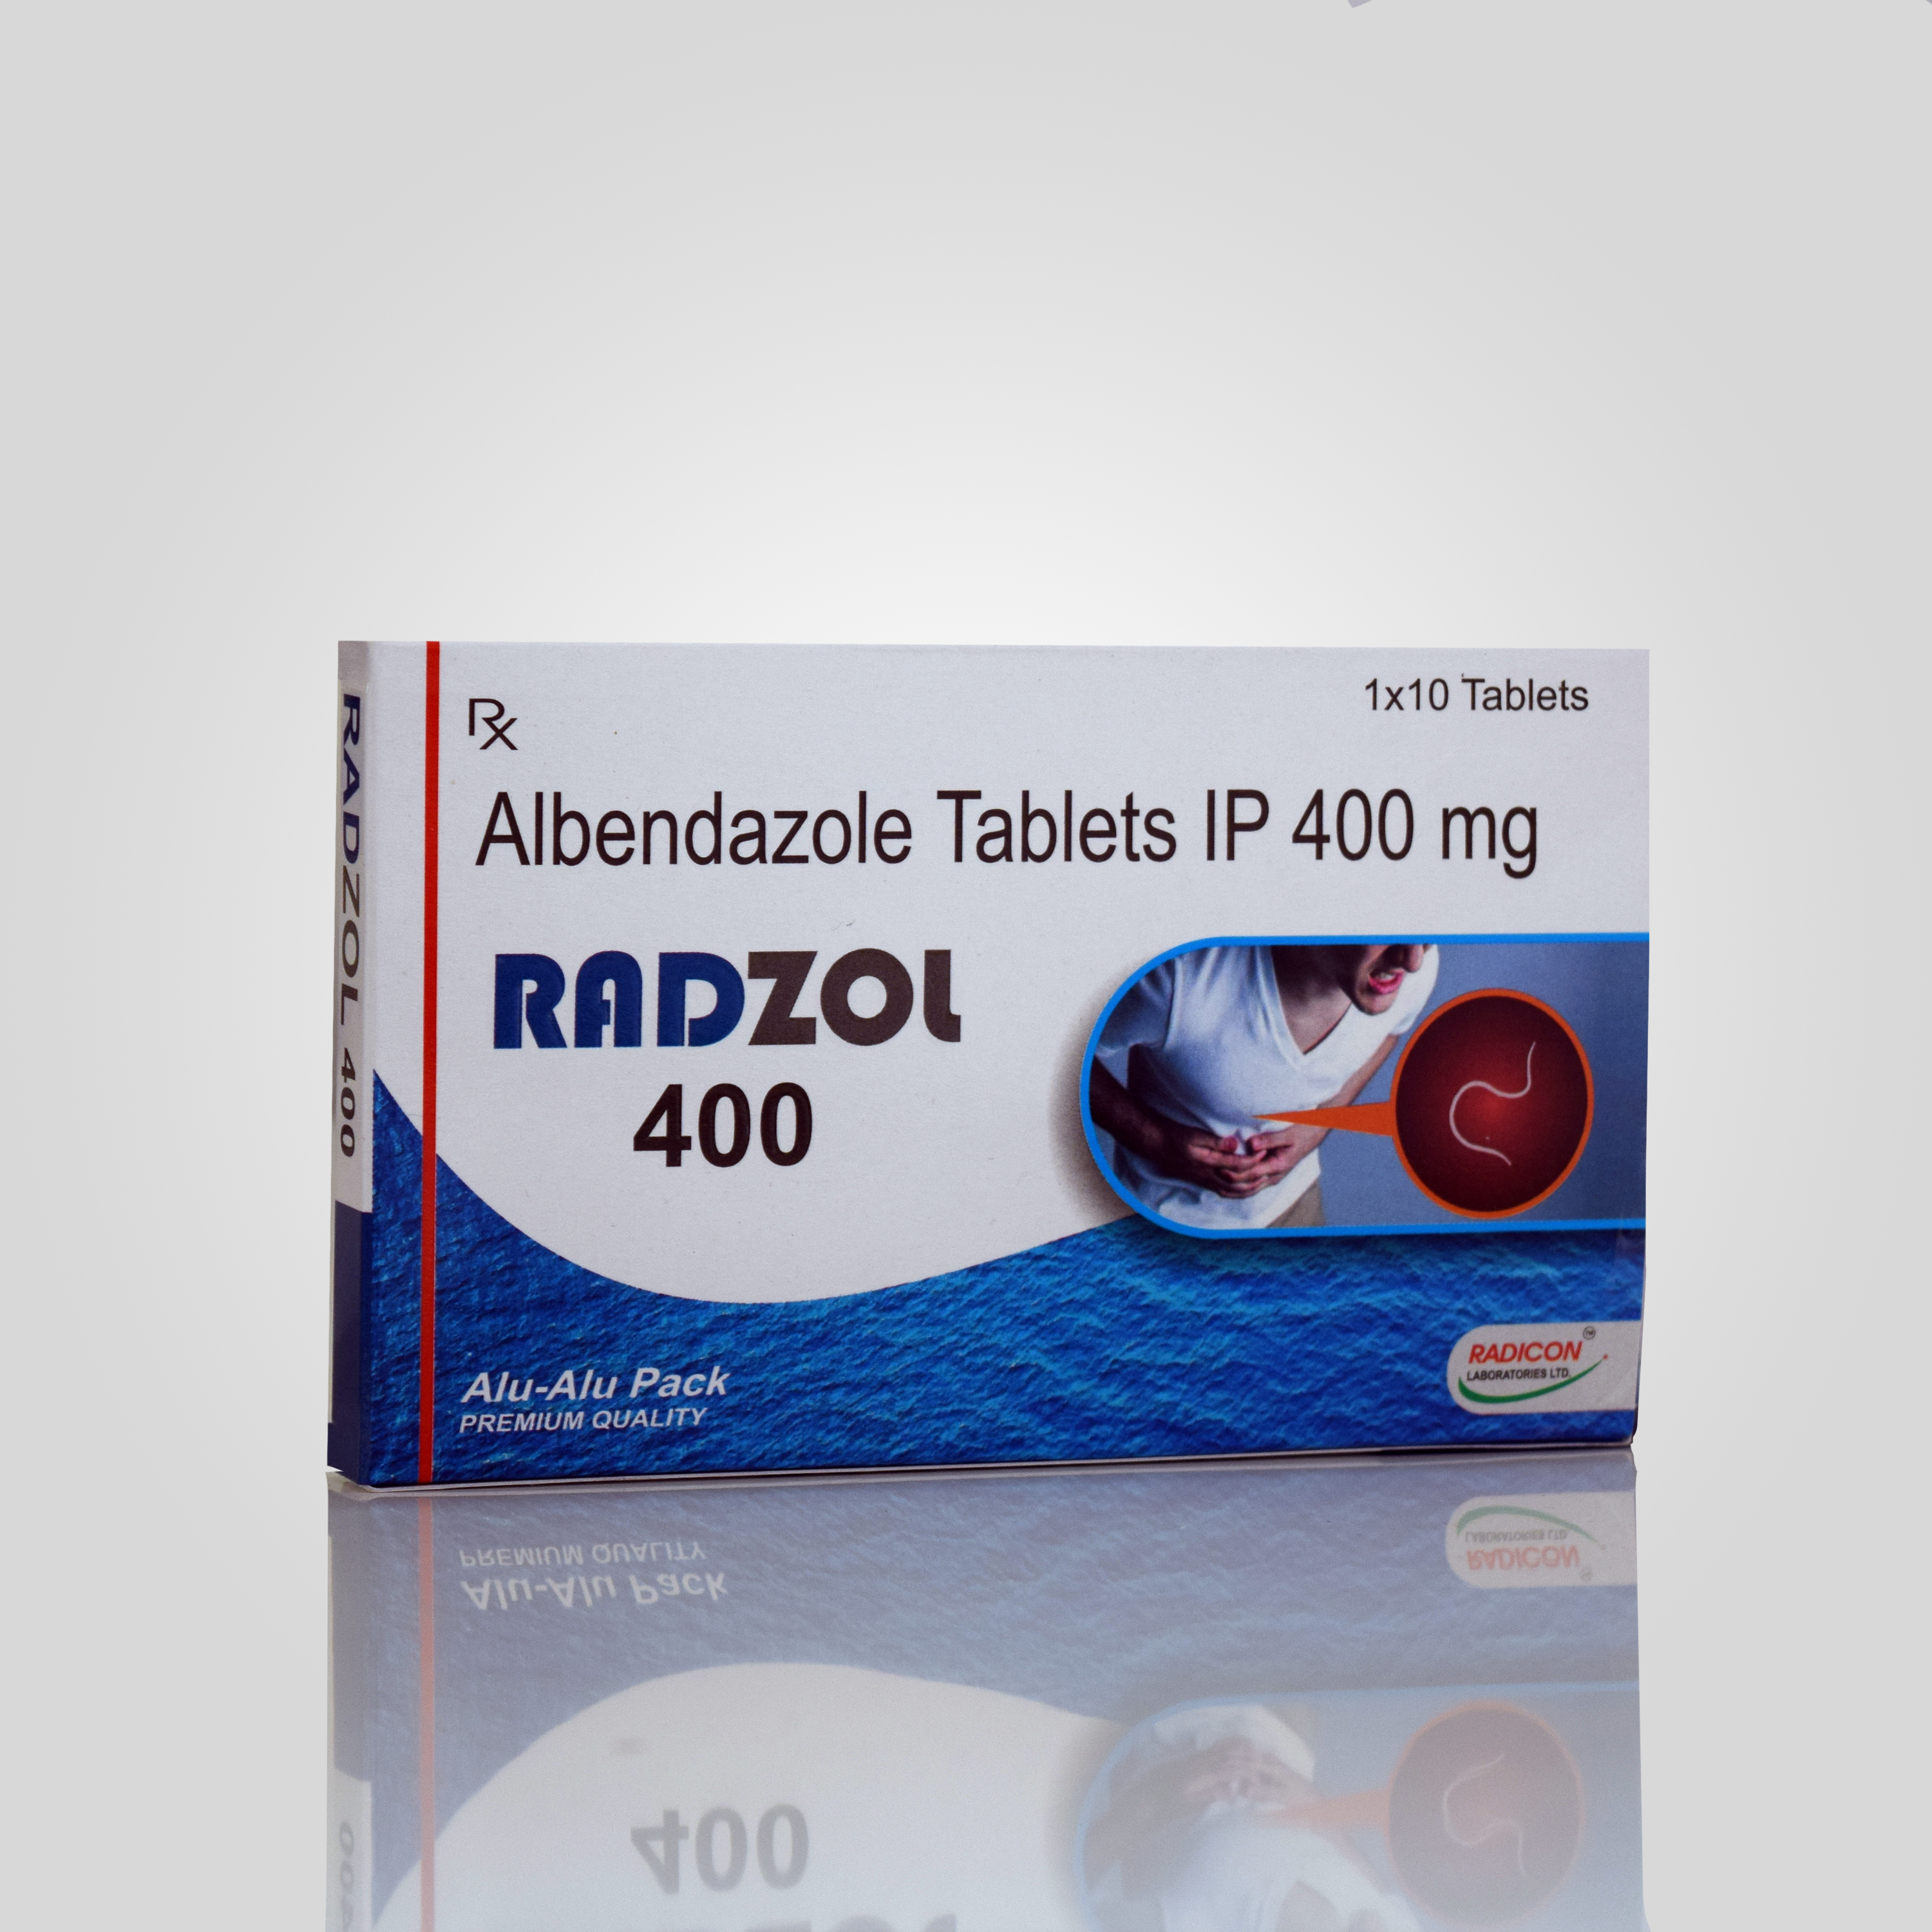 RADZOL 400
Rx
1x10 Tablets
Albendazole Tablets IP 400 mg
RADZOL
400
Alu-Alu Pack
PREMIUM QUALITY
RADICON TM
LABORATORIES LTD.